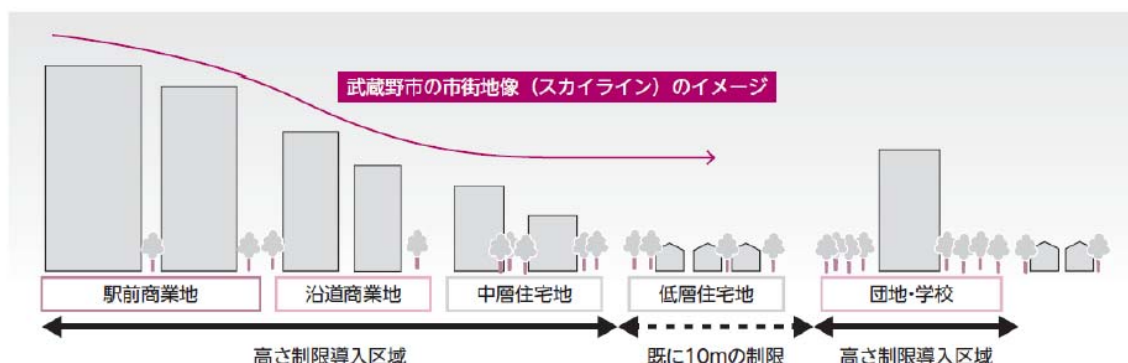 武蔵野市の市街地像（スカイライン）のイメージ
駅前商業地
沿道商業地
中層住宅地
低層住宅地
団地・学校
高さ制限導入区域
既に10mの制限
高さ制限導入区域